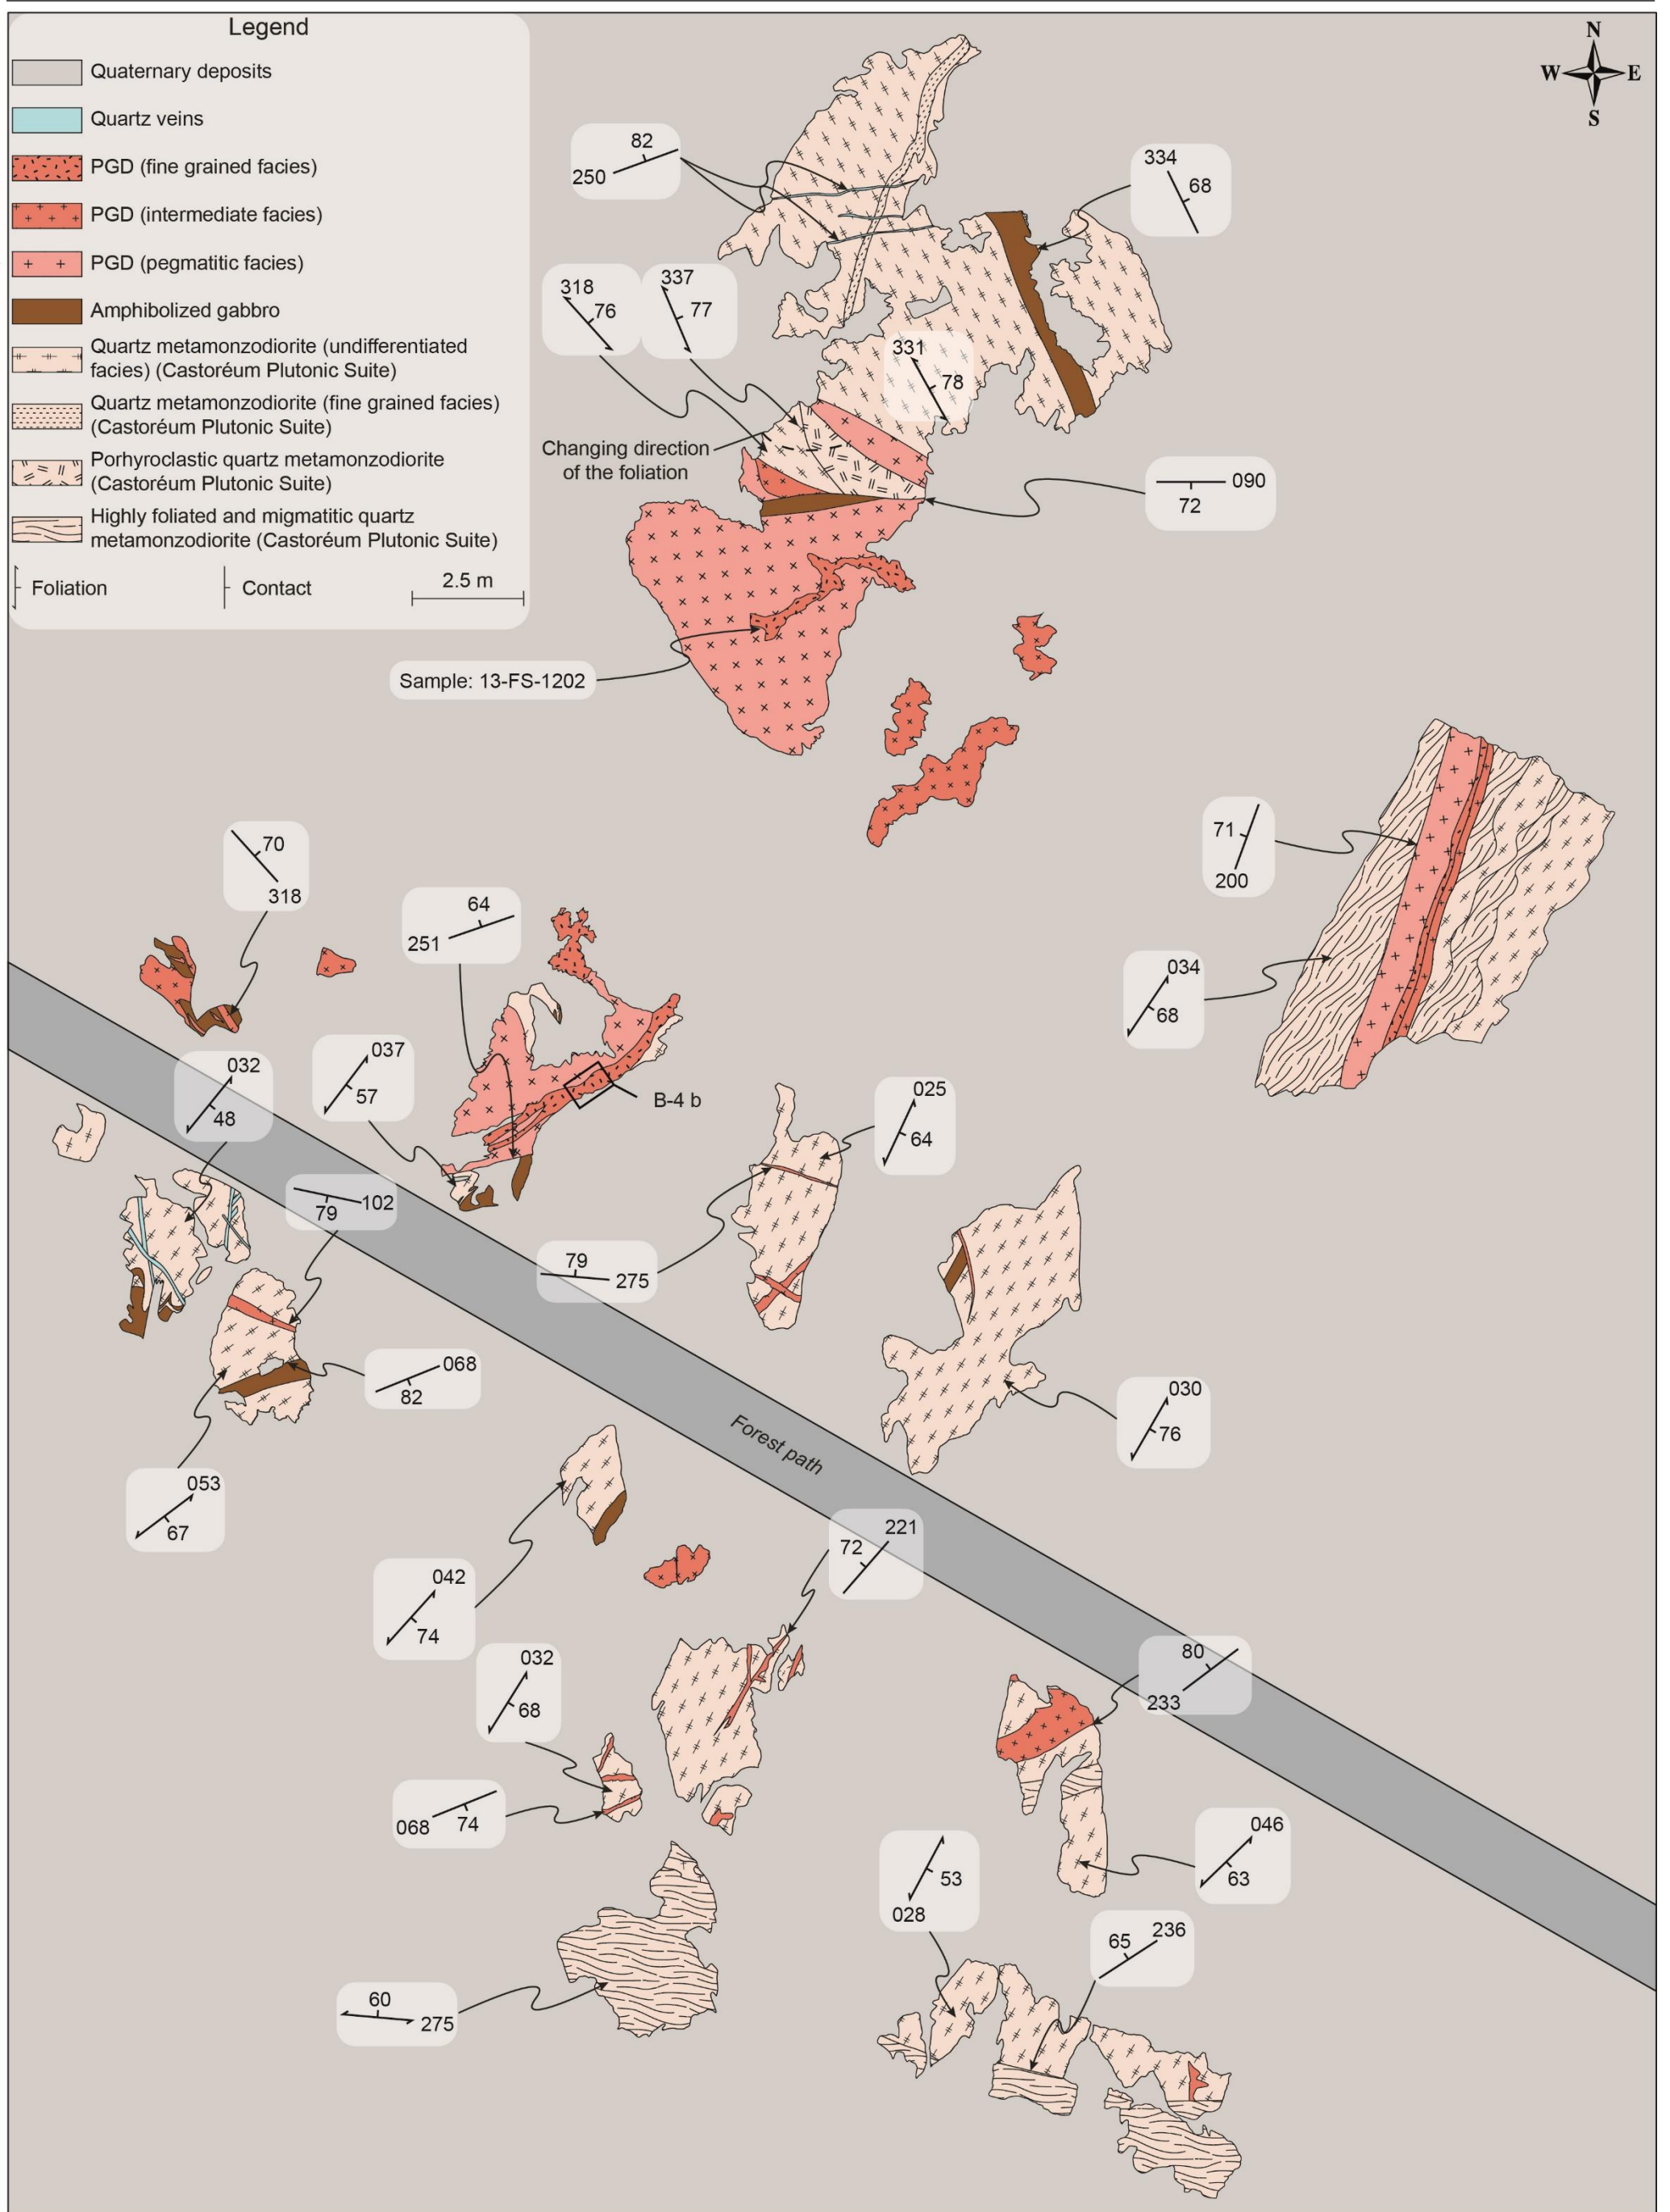 Legend
Quaternary deposits
Quartz veins
PGD (fine grained facies)
PGD (intermediate facies)
PGD (pegmatitic facies)
Amphibolized gabbro
Quartz metamonzodiorite (undifferentiated
facies) (Castoréum Plutonic Suite)
Quartz metamonzodiorite (fine grained facies)
(Castoréum Plutonic Suite)
Porhyroclastic quartz metamonzodiorite
(Castoréum Plutonic Suite)
Highly foliated and migmatitic quartz
metamonzodiorite (Castoréum Plutonic Suite)
Foliation
Contact
2.5 m
N
W
E
S
82
250
334
68
318
76
337
77
331
78
Changing direction
of the foliation
090
72
Sample: 13-FS-1202
71
200
70
318
64
251
034
68
032
48
037
57
B-4 b
025
64
102
79
79
275
068
82
030
76
053
67
Forest path
221
72
042
74
032
68
80
233
068
74
046
63
53
028
236
65
60
275